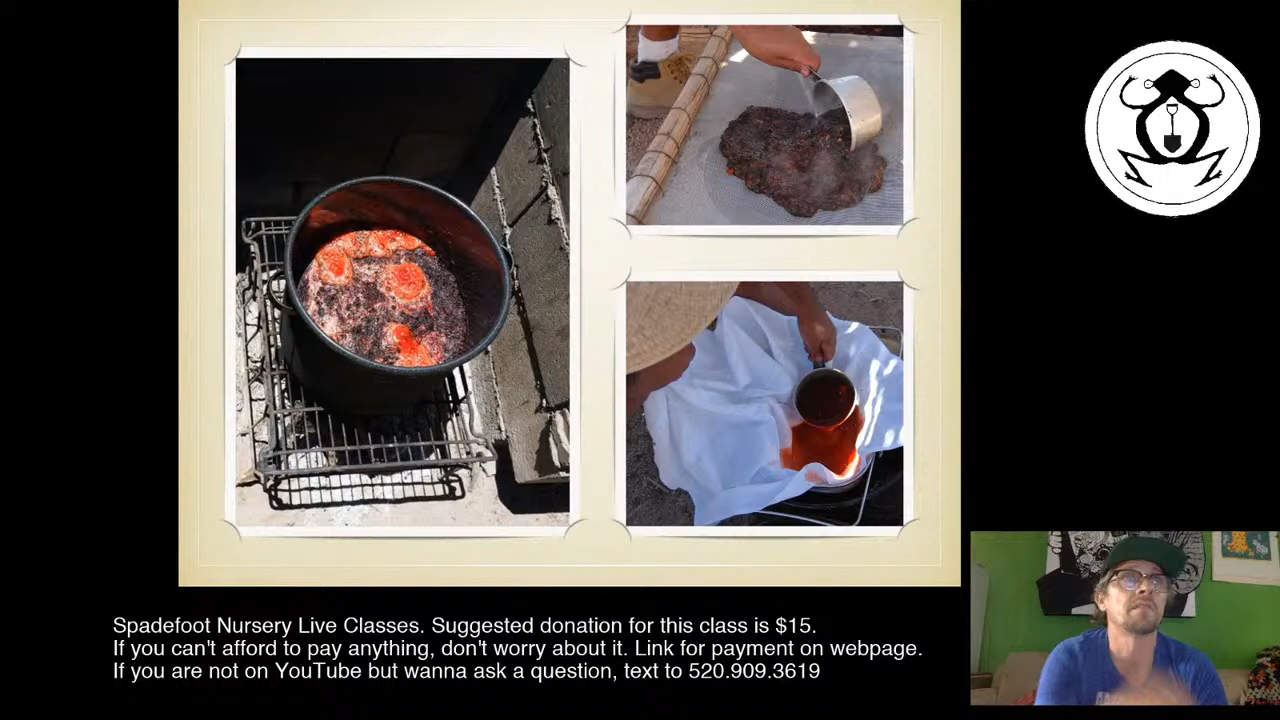 Spadefoot Nursery Live Classes. Suggested donation for this class is $15.
If you can't afford to pay anything, don't worry about it. Link for payment on webpage.
If you are not on YouTube but wanna ask a question, text to 520.909.3619